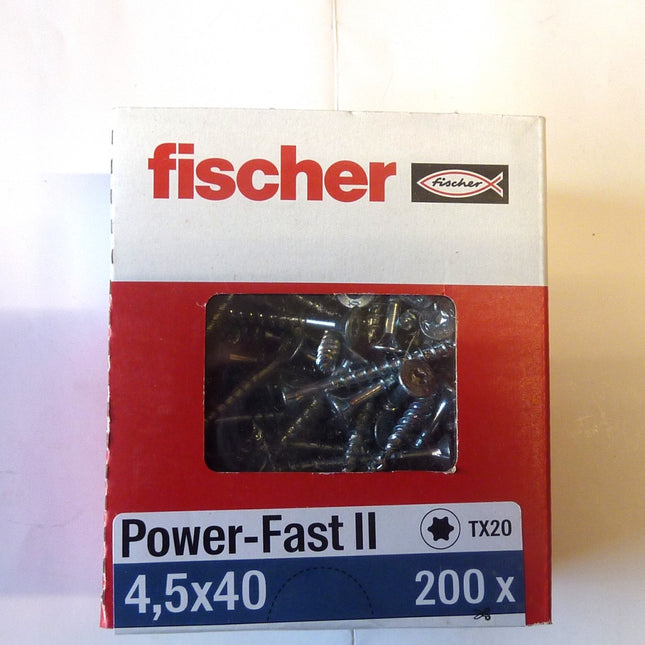 fischer
fischer
Power-Fast II
TX20
4,5x40
200 x